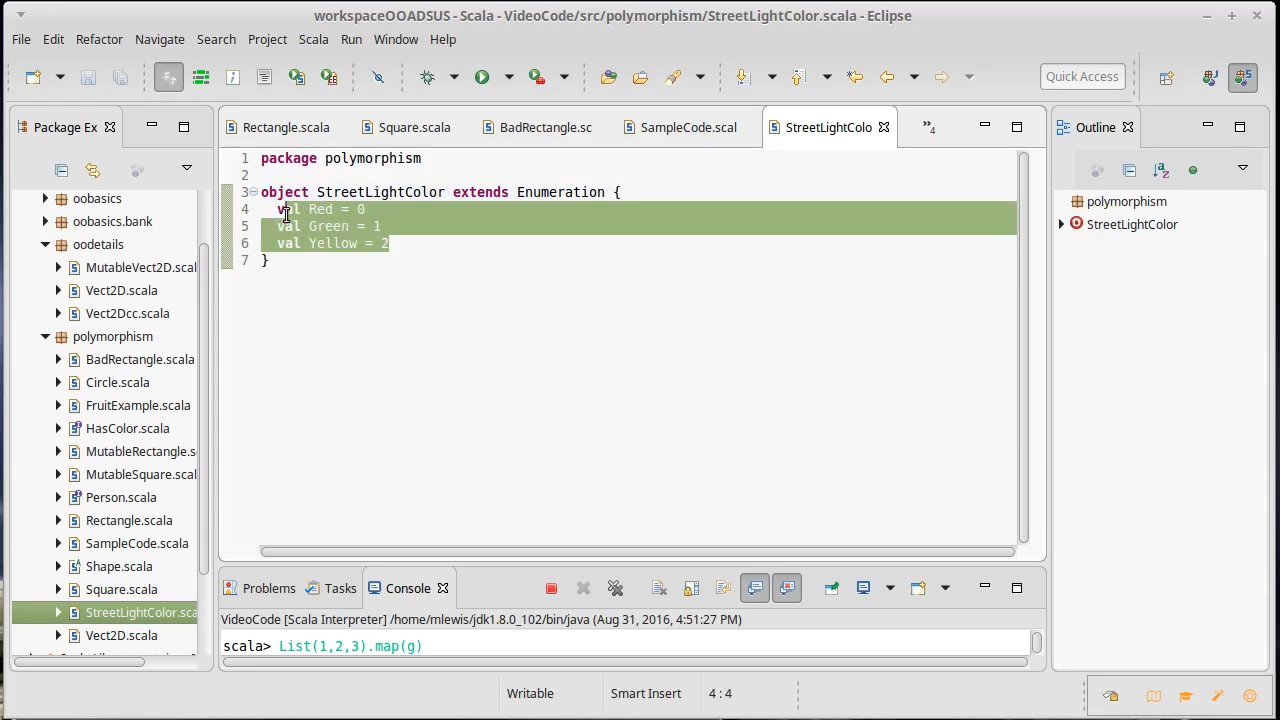 workspaceOOADSUS - Scala - VideoCode/src/polymorphism/StreetLightColor.scala - Eclipse
File Edit Refactor Navigate Search Project Scala Run Window Help
Quick Access
Package Ex
Rectangle.scala
Square.scala
BadRectangle.sc
SampleCode.scal
StreetLightColo
»4
Outline
oobasics
oobasics.bank
oodetails
MutableVect2D.scal
Vect2D.scala
Vect2Dcc.scala
polymorphism
BadRectangle.scala
Circle.scala
FruitExample.scala
HasColor.scala
MutableRectangle.s
MutableSquare.scal
Person.scala
Rectangle.scala
SampleCode.scala
Shape.scala
Square.scala
StreetLightColor.sca
Vect2D.scala
1 package polymorphism
2
3 object StreetLightColor extends Enumeration {
4 val Red = 0
5 val Green = 1
6 val Yellow = 2
7 }
polymorphism
StreetLightColor
Problems Tasks Console
VideoCode [Scala Interpreter] /home/mlewis/jdk1.8.0_102/bin/java (Aug 31, 2016, 4:51:27 PM)
scala> List(1,2,3).map(g)
Writable Smart Insert 4 : 4